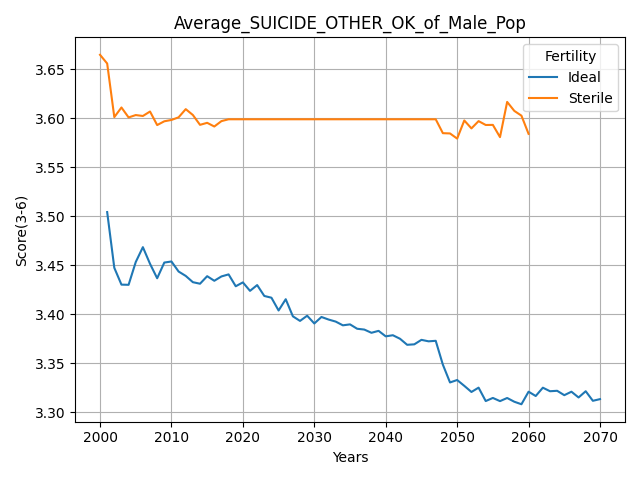 Average_SUICIDE_OTHER_OK_of_Male_Pop
Fertility
Ideal
Sterile
Score(3-6)
3.65
3.60
3.55
3.50
3.45
3.40
3.35
3.30
2000 2010 2020 2030 2040 2050 2060 2070
Years